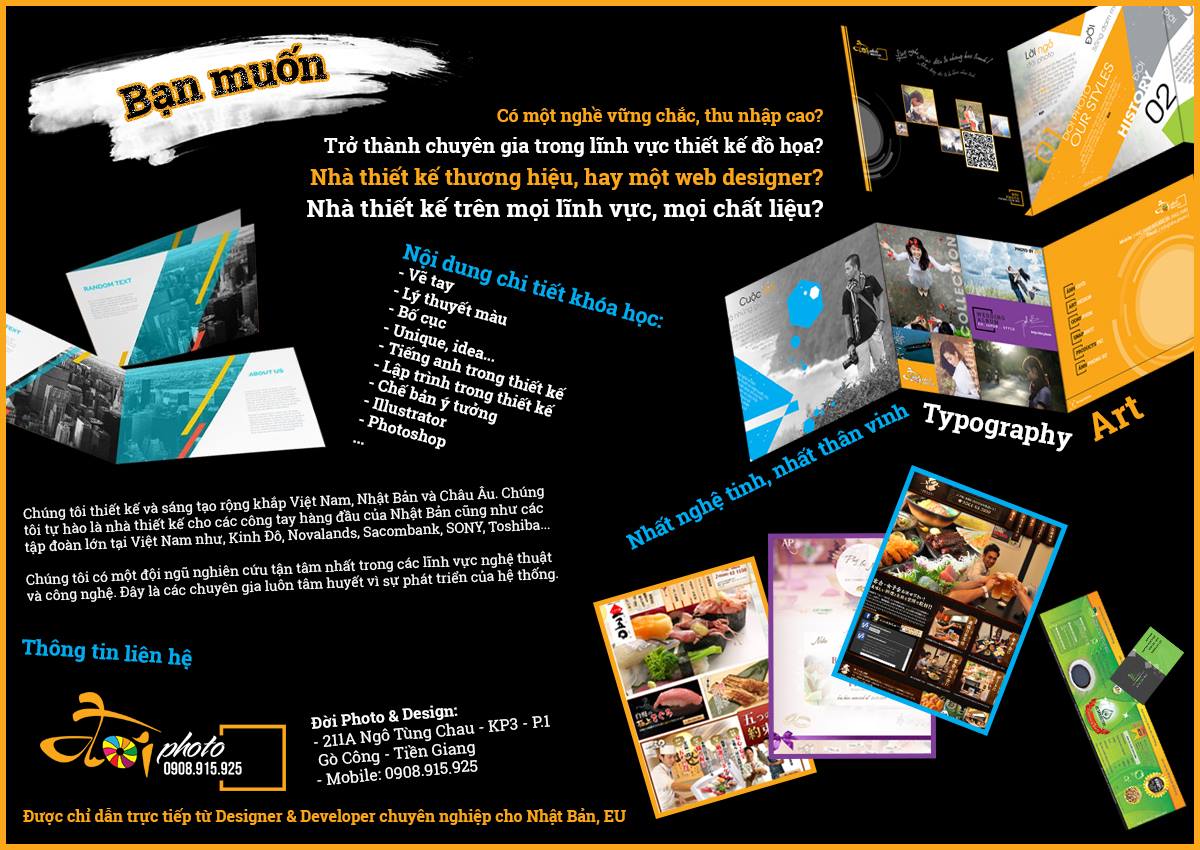 Bạn muốn
Có một nghề vững chắc, thu nhập cao?
Trở thành chuyên gia trong lĩnh vực thiết kế đồ họa?
Nhà thiết kế thương hiệu, hay một web designer?
Nhà thiết kế trên mọi lĩnh vực, mọi chất liệu?
Lời ngỏ
01
ĐỜI PHOTO
OUR STYLES
ĐỜI
HISTORY
02
RANDOM TEXT
ABOUT US
Nội dung chi tiết khóa học:
- Vẽ tay
- Lý thuyết màu
- Bố cục
- Unique, idea...
- Tiếng anh trong thiết kế
- Lập trình trong thiết kế
- Chế bản ý tưởng
- Illustrator
- Photoshop
...
Cuộc
COLLECTION
WEDDING
ALBUM
Nhất nghệ tinh, nhất thân vinh
Typography
Art
Chúng tôi thiết kế và sáng tạo rộng khắp Việt Nam, Nhật Bản và Châu Âu. Chúng
tôi tự hào là nhà thiết kế cho các công tay hàng đầu của Nhật Bản cũng như các
tập đoàn lớn tại Việt Nam như, Kinh Đô, Novalands, Sacombank, SONY, Toshiba...
Chúng tôi có một đội ngũ nghiên cứu tận tâm nhất trong các lĩnh vực nghệ thuật
và công nghệ. Đây là các chuyên gia luôn tâm huyết vì sự phát triển của hệ thống.
Thông tin liên hệ
đời photo
0908.915.925
Đời Photo & Design:
- 211A Ngô Tùng Chau - KP3 - P.1
Gò Công - Tiền Giang
- Mobile: 0908.915.925
Được chỉ dẫn trực tiếp từ Designer & Developer chuyên nghiệp cho Nhật Bản, EU